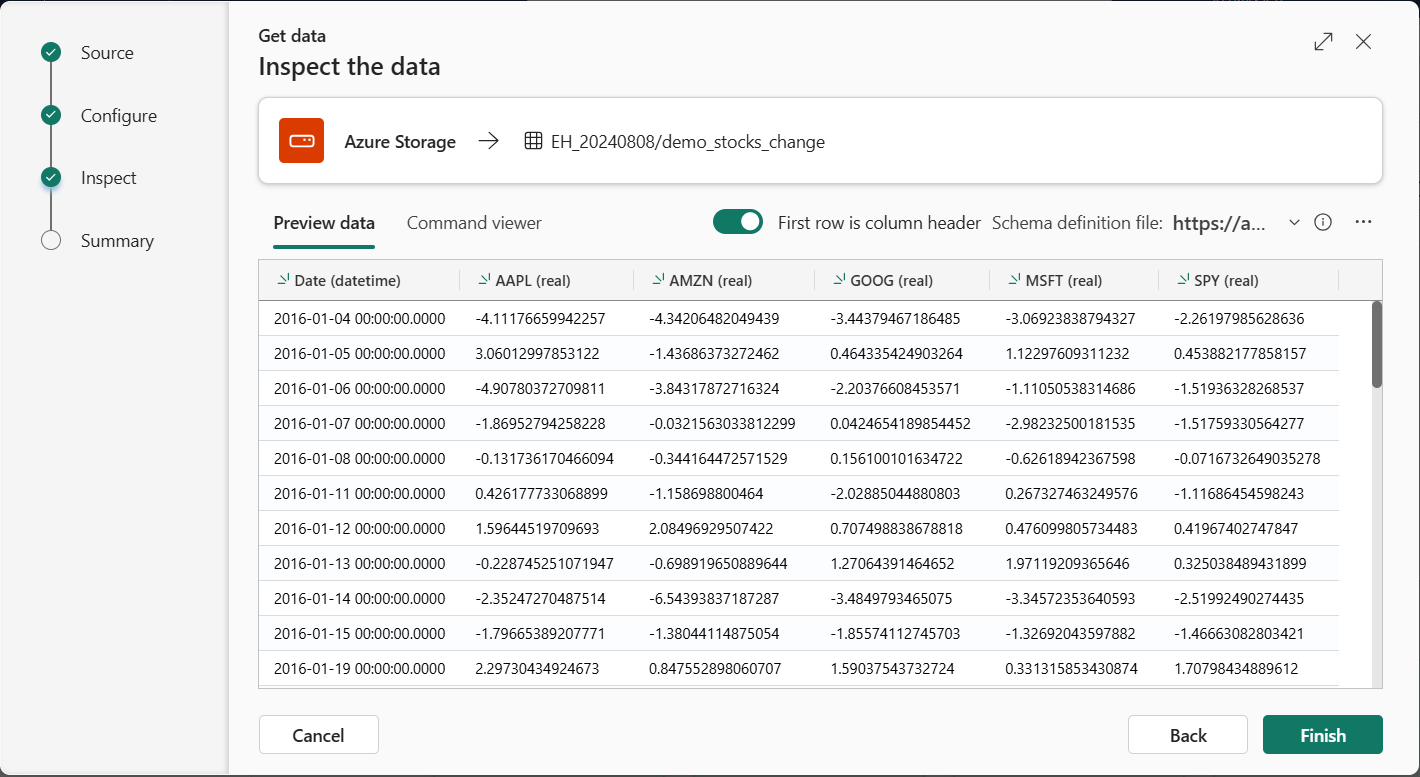 Source
Configure
Inspect
Summary
Get data
Inspect the data
Azure Storage EH_20240808/demo_stocks_change
Preview data Command viewer First row is column header Schema definition file: https://a...
Date (datetime) AAPL (real) AMZN (real) GOOG (real) MSFT (real) SPY (real)
2016-01-04 00:00:00.0000 -4.11176659942257 -4.34206482049439 -3.44379467186485 -3.06923838794327 -2.26197985628636
2016-01-05 00:00:00.0000 3.06012997853122 -1.43686373272462 0.464335424903264 1.12297609311232 0.453882177858157
2016-01-06 00:00:00.0000 -4.90780372709811 -3.84317872716324 -2.20376608453571 -1.11050538314686 -1.51936328268537
2016-01-07 00:00:00.0000 -1.86952794258228 -0.0321563033812299 0.0424654189854452 -2.98232500181535 -1.51759330564277
2016-01-08 00:00:00.0000 -0.131736170466094 -0.344164472571529 0.156100101634722 -0.62618942367598 -0.0716732649035278
2016-01-11 00:00:00.0000 0.426177733068899 -1.158698800464 -2.02885044880803 0.267327463249576 -1.11686454598243
2016-01-12 00:00:00.0000 1.59644519709693 2.08496929507422 0.707498838678818 0.476099805734483 0.41967402747847
2016-01-13 00:00:00.0000 -0.228745251071947 -0.698919650889644 1.27064391464652 1.97119209365646 0.325038489431899
2016-01-14 00:00:00.0000 -2.35247270487514 -6.54393837187287 -3.4849793465075 -3.34572353640593 -2.51992490274435
2016-01-15 00:00:00.0000 -1.79665389207771 -1.38044114875054 -1.85574112745703 -1.32692043597882 -1.46663082803421
2016-01-19 00:00:00.0000 2.29730434924673 0.847552898060707 1.59037543732724 0.331315853430874 1.70798434889612
Cancel Back Finish